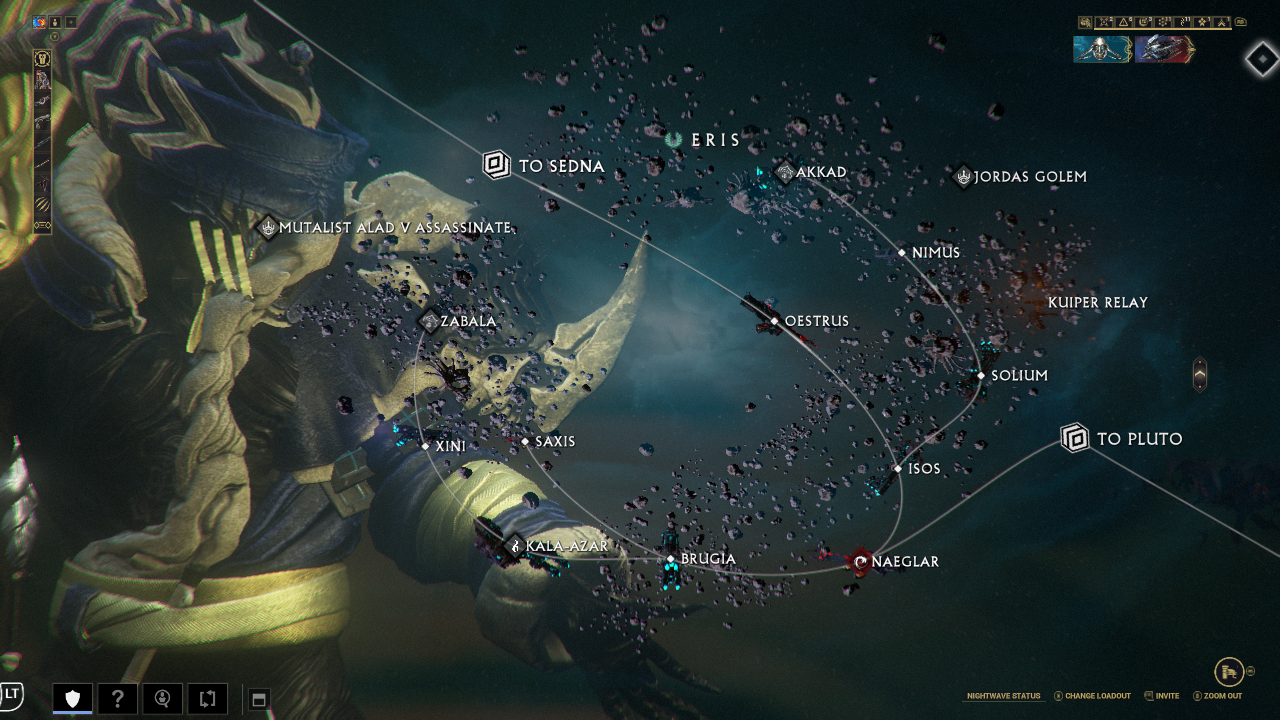 ERIS
TO SEDNA
AKKAD
JORDAS GOLEM
MUTALIST ALAD V ASSASSINATE
NIMUS
KUIPER RELAY
ZABALA
OESTRUS
SOLIUM
XINI
SAXIS
TO PLUTO
ISOS
KALA-AZAR
BRUGIA
NAEGLAR
LT
?
NIGHTWAVE STATUS
CHANGE LOADOUT
INVITE
ZOOM OUT